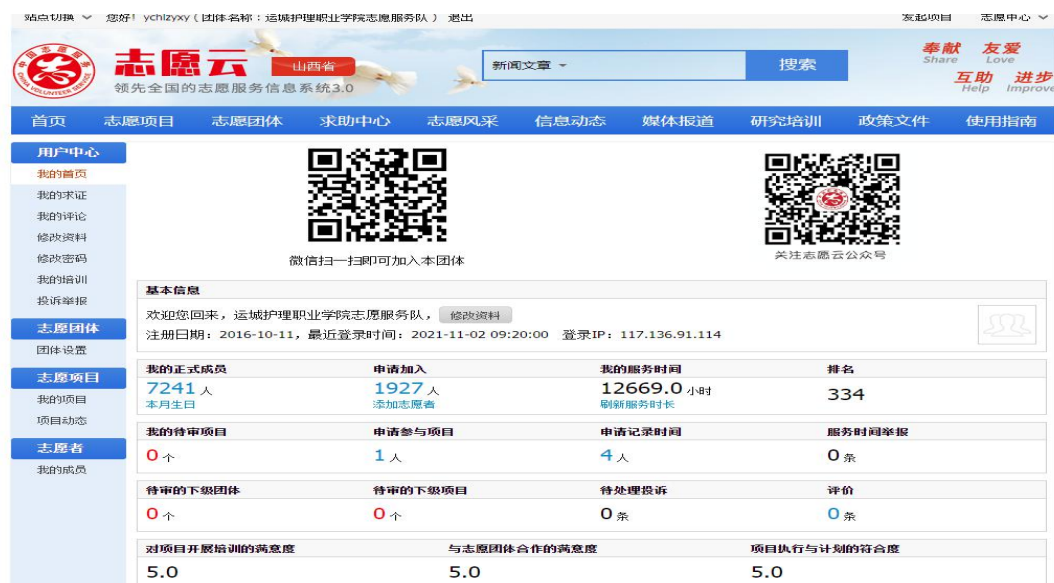 站点切换 您好！ychlzyxy（团体名称：运城护理职业学院志愿服务队） 退出 发起项目 志愿中心
志愿云
山西省
领先全国的志愿服务信息系统3.0
新闻文章
搜索
奉献 友爱
Share Love
互助 进步
Help Improve
首页 志愿项目 志愿团体 求助中心 志愿风采 信息动态 媒体报道 研究培训 政策文件 使用指南
用户中心
我的首页
我的求证
我的评论
修改资料
修改密码
我的培训
投诉举报
志愿团体
团体设置
志愿项目
我的项目
项目动态
志愿者
我的成员
微信扫一扫即可加入本团体
关注志愿云公众号
基本信息
欢迎您回来，运城护理职业学院志愿服务队， 修改资料
注册日期：2016-10-11，最近登录时间：2021-11-02 09:20:00 登录IP：117.136.91.114
我的正式成员 申请加入 我的服务时间 排名
7241 人 1927 人 12669.0 小时 334
本月生日 添加志愿者 刷新服务时长
我的待审项目 申请参与项目 申请记录时间 服务时间举报
0 个 1 人 4 人 0 条
待审的下级团体 待审的下级项目 待处理投诉 评价
0 个 0 个 0 条 0 条
对项目开展培训的满意度 与志愿团体合作的满意度 项目执行与计划的符合度
5.0 5.0 5.0